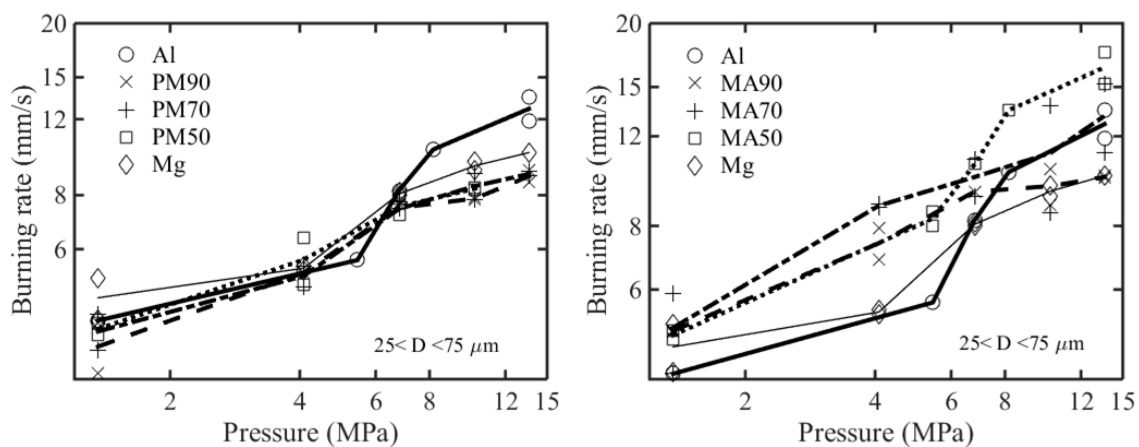 20
15
12
8
6
Burning rate (mm/s)
Al
PM90
PM70
PM50
Mg
25< D <75 μm
2 4 6 8 12 15
Pressure (MPa)
20
15
12
8
6
Burning rate (mm/s)
Al
MA90
MA70
MA50
Mg
25< D <75 μm
2 4 6 8 12 15
Pressure (MPa)